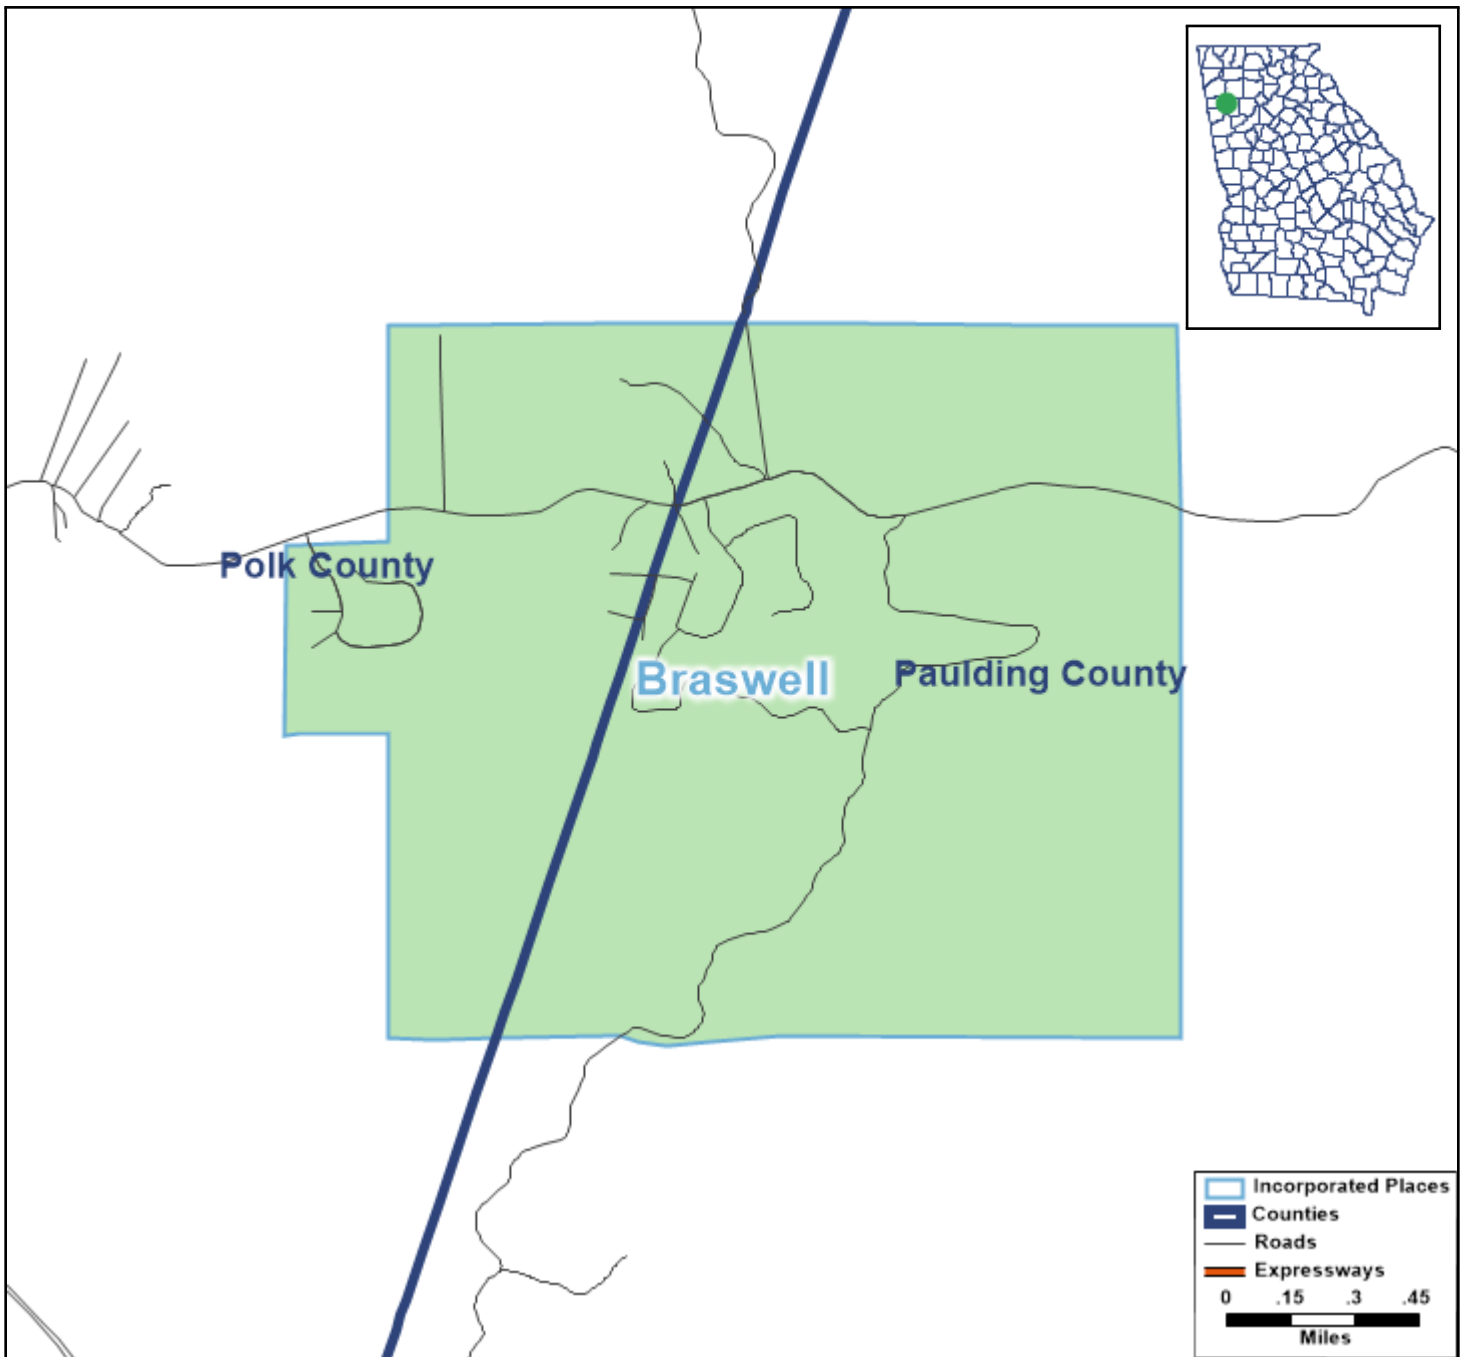 Polk County
Braswell
Paulding County
Incorporated Places
Counties
Roads
Expressways
0 .15 .3 .45
Miles